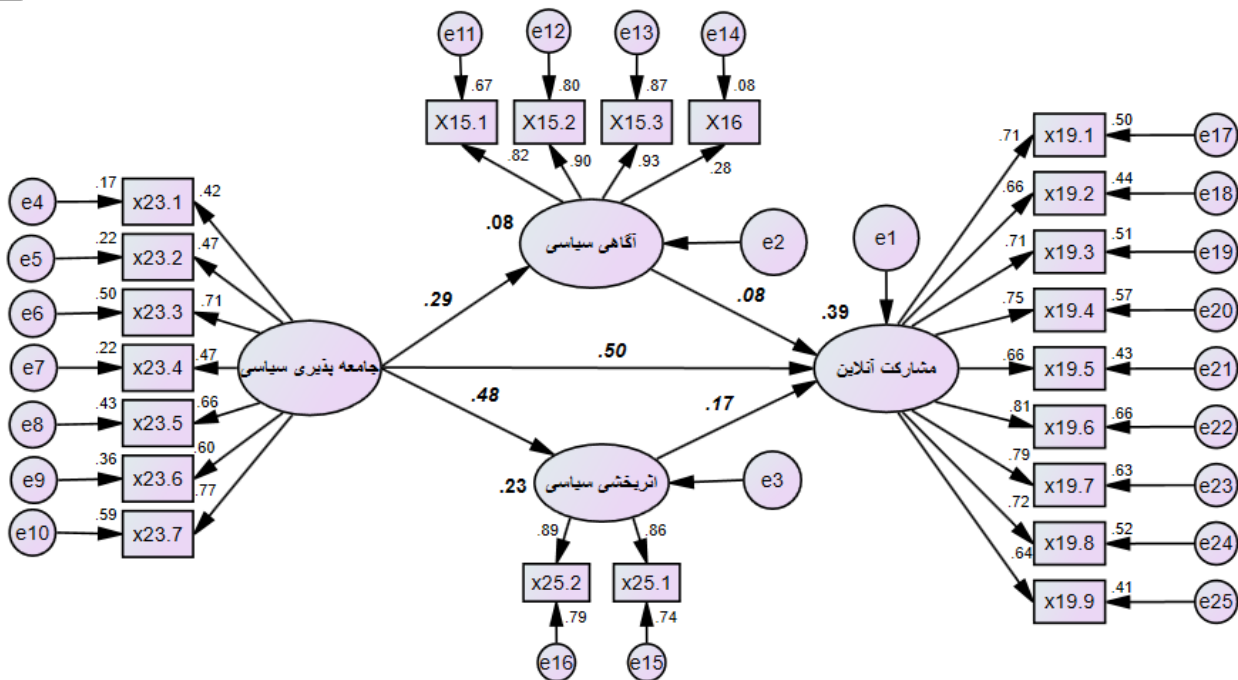 e11
e12
e13
e14
.67
.80
.87
.08
X15.1
X15.2
X15.3
X16
.82
.90
.93
.28
.08
آگاهی سیاسی
e2
e1
e4
.17
x23.1
.42
e5
.22
x23.2
.47
e6
.50
x23.3
.71
e7
.22
x23.4
.47
e8
.43
x23.5
.66
e9
.36
x23.6
.60
e10
.59
x23.7
.77
جامعه پذیری سیاسی
.29
.08
.50
.48
.17
.39
مشارکت آنلاین
.23
اثربخشی سیاسی
e3
.89
.86
x25.2
x25.1
.79
.74
e16
e15
.71
x19.1
.50
e17
.66
x19.2
.44
e18
.71
x19.3
.51
e19
.75
x19.4
.57
e20
.66
x19.5
.43
e21
.81
x19.6
.66
e22
.79
x19.7
.63
e23
.72
x19.8
.52
e24
.64
x19.9
.41
e25